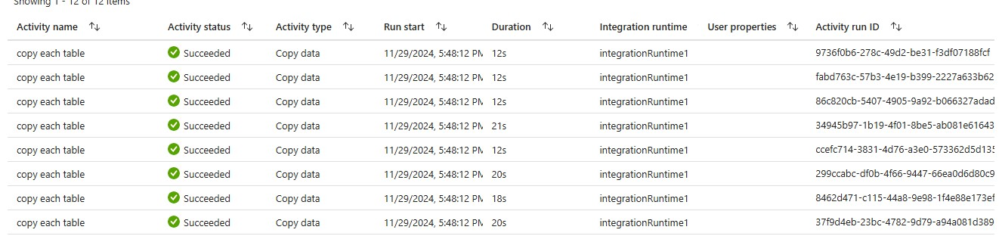 Showing 1 - 12 of 12 items
Activity name Activity status Activity type Run start Duration Integration runtime User properties Activity run ID
copy each table Succeeded Copy data 11/29/2024, 5:48:12 PM 12s integrationRuntime1 9736f0b6-278c-49d2-be31-f3df07188fcf
copy each table Succeeded Copy data 11/29/2024, 5:48:12 PM 12s integrationRuntime1 fabd763c-57b3-4e19-b399-2227a633b62
copy each table Succeeded Copy data 11/29/2024, 5:48:12 PM 12s integrationRuntime1 86c820cb-5407-4905-9a92-b066327adad
copy each table Succeeded Copy data 11/29/2024, 5:48:12 PM 21s integrationRuntime1 34945b97-1b19-4f01-8be5-ab081e61643
copy each table Succeeded Copy data 11/29/2024, 5:48:12 PM 12s integrationRuntime1 ccefc714-3831-4d76-a3e0-573362d5d135
copy each table Succeeded Copy data 11/29/2024, 5:48:12 PM 20s integrationRuntime1 299ccabc-df0b-4f66-9447-66ea0d6d80c9
copy each table Succeeded Copy data 11/29/2024, 5:48:12 PM 18s integrationRuntime1 8462d471-c115-44a8-9e98-1f4e88e173ef
copy each table Succeeded Copy data 11/29/2024, 5:48:12 PM 20s integrationRuntime1 37f9d4eb-23bc-4782-9d79-a94a081d389